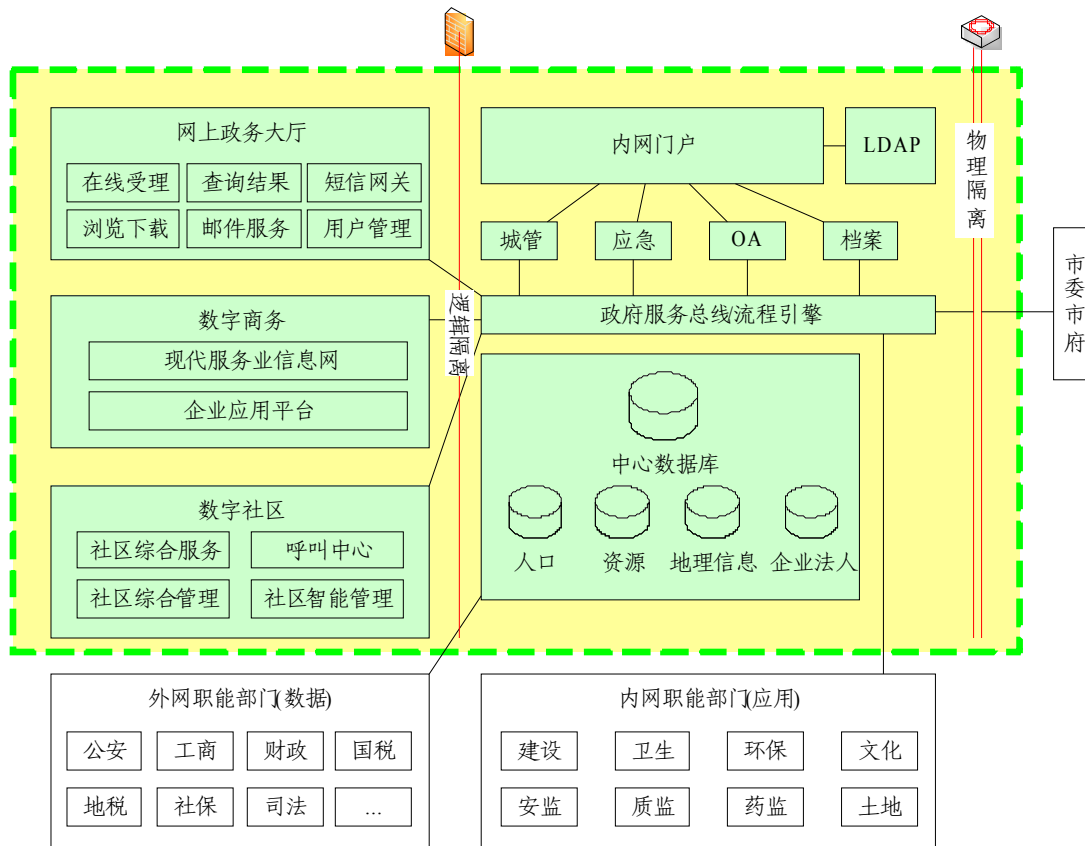 网上政务大厅
在线受理 查询结果 短信网关
浏览下载 邮件服务 用户管理
内网门户
LDAP
物理隔离
城管 应急 OA 档案
市委市府
政府服务总线/流程引擎
逻辑隔离
数字商务
现代服务业信息网
企业应用平台
中心数据库
人口 资源 地理信息 企业法人
数字社区
社区综合服务 呼叫中心
社区综合管理 社区智能管理
外网职能部门(数据)
公安 工商 财政 国税
地税 社保 司法 ...
内网职能部门(应用)
建设 卫生 环保 文化
安监 质监 药监 土地